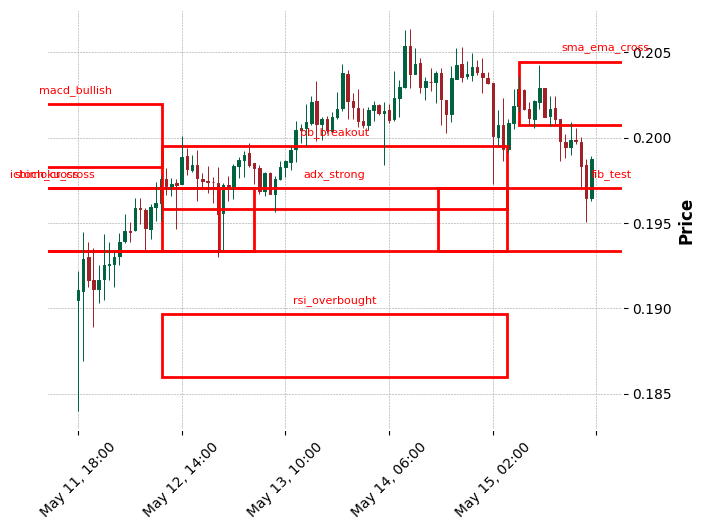 sma_ema_cross
0.205
macd_bullish
bb_breakout
0.200
stoch_cross
adx_strong
fib_test
0.195
Price
rsi_overbought
0.190
0.185
May 11, 18:00
May 12, 14:00
May 13, 10:00
May 14, 06:00
May 15, 02:00